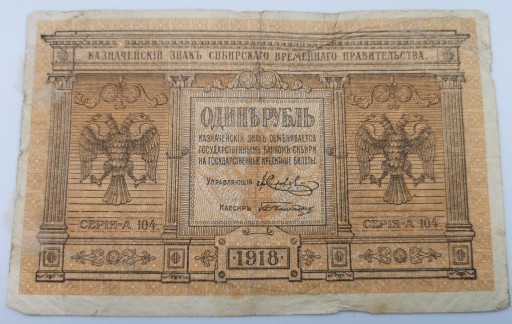 КАЗНАЧЕЙСКІЙ ЗНАКЪ СИБИРСКАГО ВРЕМЕННАГО ПРАВИТЕЛЬСТВА.
ОДИНЪ РУБЛЬ
КАЗНАЧЕЙСКІЙ ЗНАКЪ ОБМѢНИВАЕТСЯ
ГОСУДАРСТВЕННЫМЪ БАНКОМЪ СИБИРИ
НА ГОСУДАРСТВЕННЫЕ КРЕДИТНЫЕ БИЛЕТЫ.
УПРАВЛЯЮЩІЙ
КАССИРЪ
СЕРІЯ-А 104.
СЕРІЯ-А 104.
1918